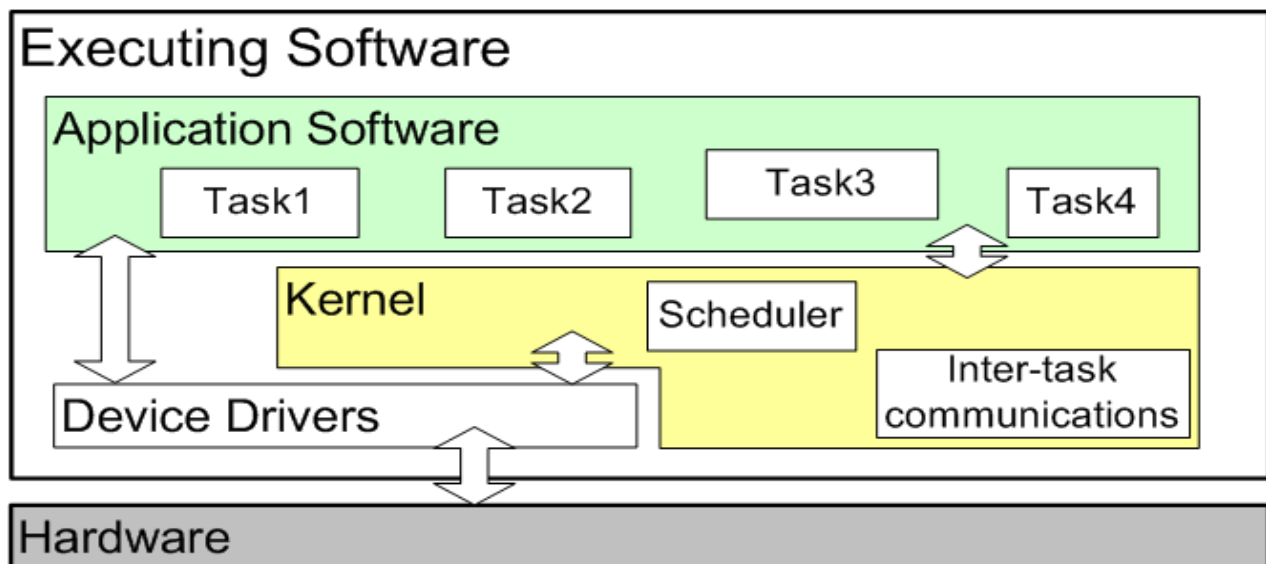 Executing Software
Application Software
Task1
Task2
Task3
Task4
Kernel
Scheduler
Inter-task
communications
Device Drivers
Hardware